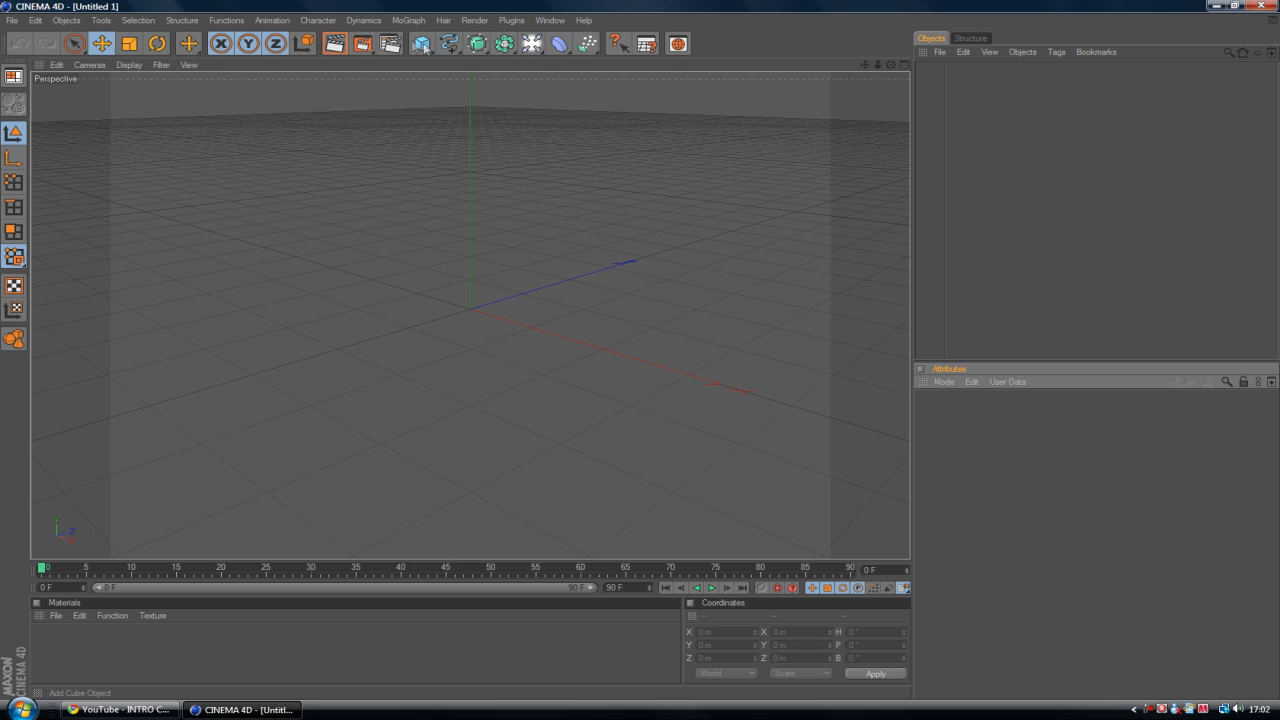 CINEMA 4D - [Untitled 1]
File Edit Objects Tools Selection Structure Functions Animation Character Dynamics MoGraph Hair Render Plugins Window Help
X Y Z
Objects Structure
File Edit View Objects Tags Bookmarks
Edit Cameras Display Filter View
Perspective
Attributes
Mode Edit User Data
Y
Z
X
0 5 10 15 20 25 30 35 40 45 50 55 60 65 70 75 80 85 90 0 F
0 F 0 F 90 F 90 F
Materials
File Edit Function Texture
Coordinates
X 0 m X 0 m H 0 °
Y 0 m Y 0 m P 0 °
Z 0 m Z 0 m B 0 °
World Scale Apply
MAXON
CINEMA 4D
Add Cube Object
YouTube - INTRO C... CINEMA 4D - [Untitl... 17:02